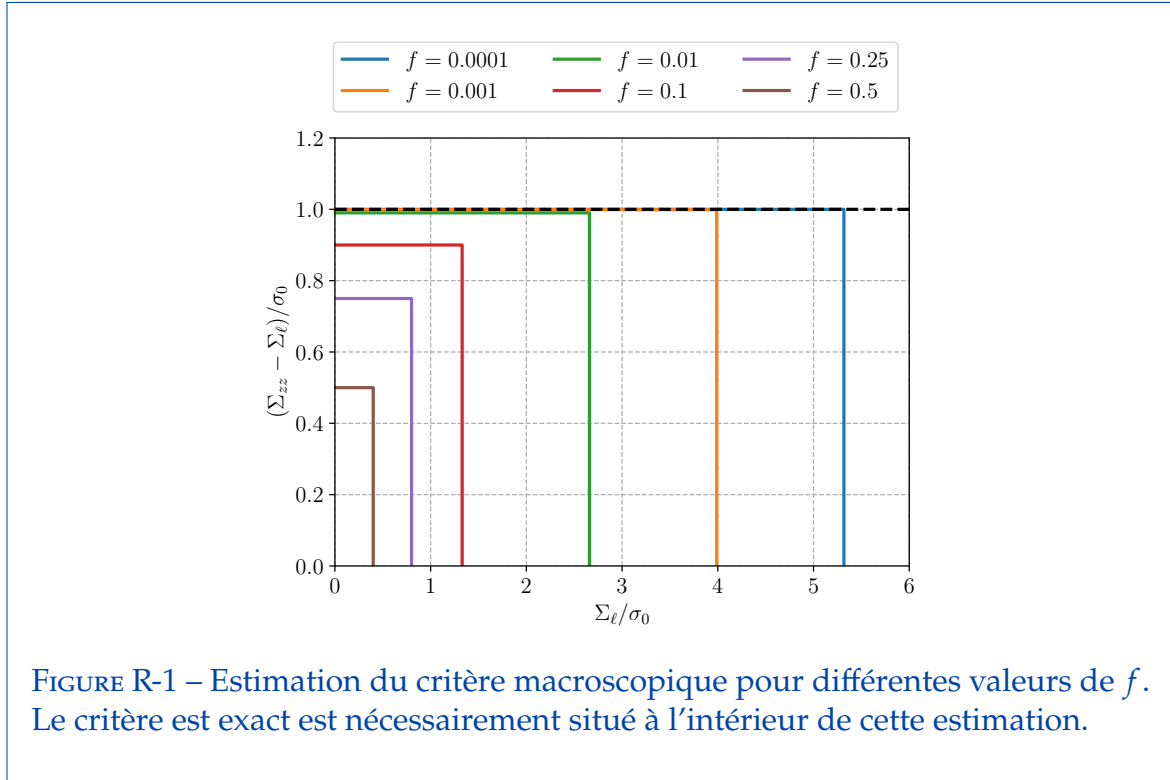 f = 0.0001
f = 0.01
f = 0.25
f = 0.001
f = 0.1
f = 0.5
1.2
1.0
0.8
0.6
0.4
0.2
0.0
(Σzz − Σℓ)/σ0
0 1 2 3 4 5 6
Σℓ/σ0
Figure R-1 – Estimation du critère macroscopique pour différentes valeurs de f.
Le critère est exact est nécessairement situé à l'intérieur de cette estimation.